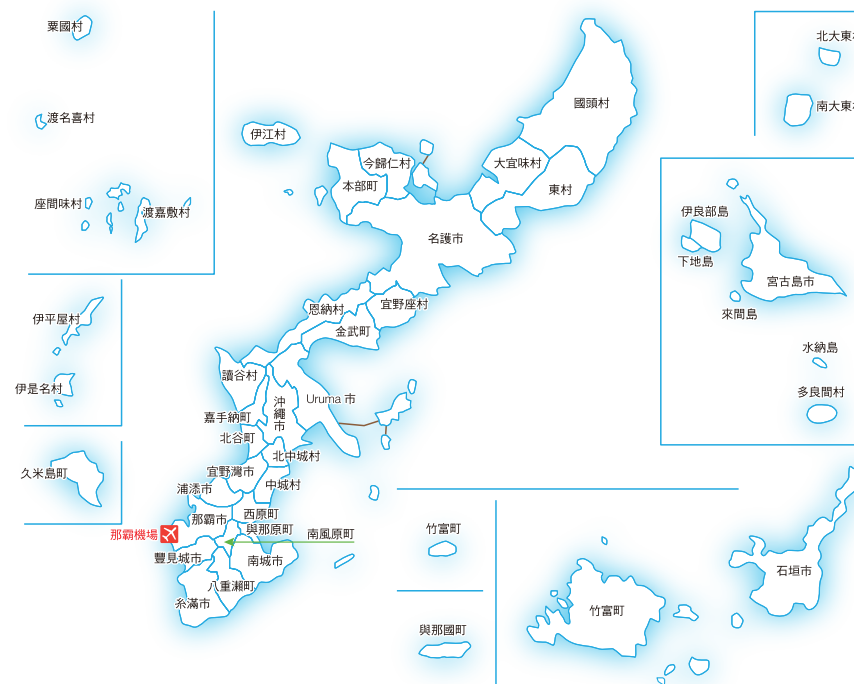 粟國村
渡名喜村
座間味村
渡嘉敷村
伊平屋村
伊是名村
久米島町
伊江村
國頭村
大宜味村
東村
今歸仁村
本部町
名護市
恩納村
宜野座村
金武町
讀谷村
沖繩市
Uruma 市
嘉手納町
北谷町
北中城村
宜野灣市
中城村
浦添市
西原町
那霸市
與那原町
那霸機場
南風原町
豐見城市
南城市
八重瀨町
糸滿市
北大東
南大東
伊良部島
下地島
宮古島市
來間島
水納島
多良間村
竹富町
與那國町
竹富町
石垣市